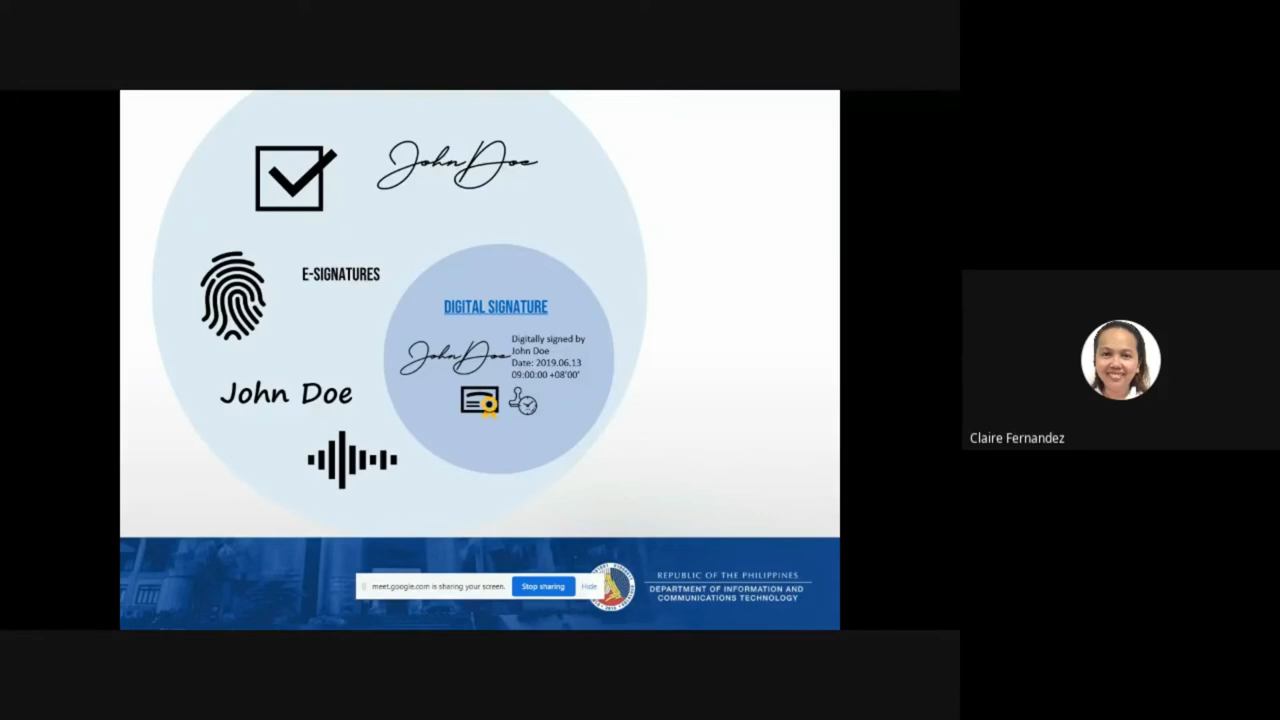 John Doe
E-SIGNATURES
DIGITAL SIGNATURE
John Doe
Digitally signed by
John Doe
Date: 2019.06.13
09:00:00 +08'00'
John Doe
Claire Fernandez
meet.google.com is sharing your screen.
Stop sharing
Hide
REPUBLIC OF THE PHILIPPINES
DEPARTMENT OF INFORMATION AND
COMMUNICATIONS TECHNOLOGY